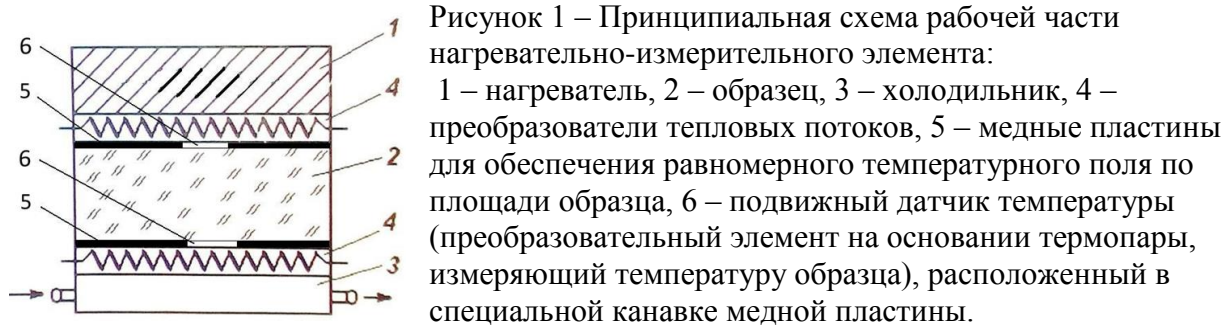 Рисунок 1 – Принципиальная схема рабочей части
нагревательно-измерительного элемента:
1 – нагреватель, 2 – образец, 3 – холодильник, 4 –
преобразователи тепловых потоков, 5 – медные пластины
для обеспечения равномерного температурного поля по
площади образца, 6 – подвижный датчик температуры
(преобразовательный элемент на основании термопары,
измеряющий температуру образца), расположенный в
специальной канавке медной пластины.
6
5
6
5
1
4
2
4
3